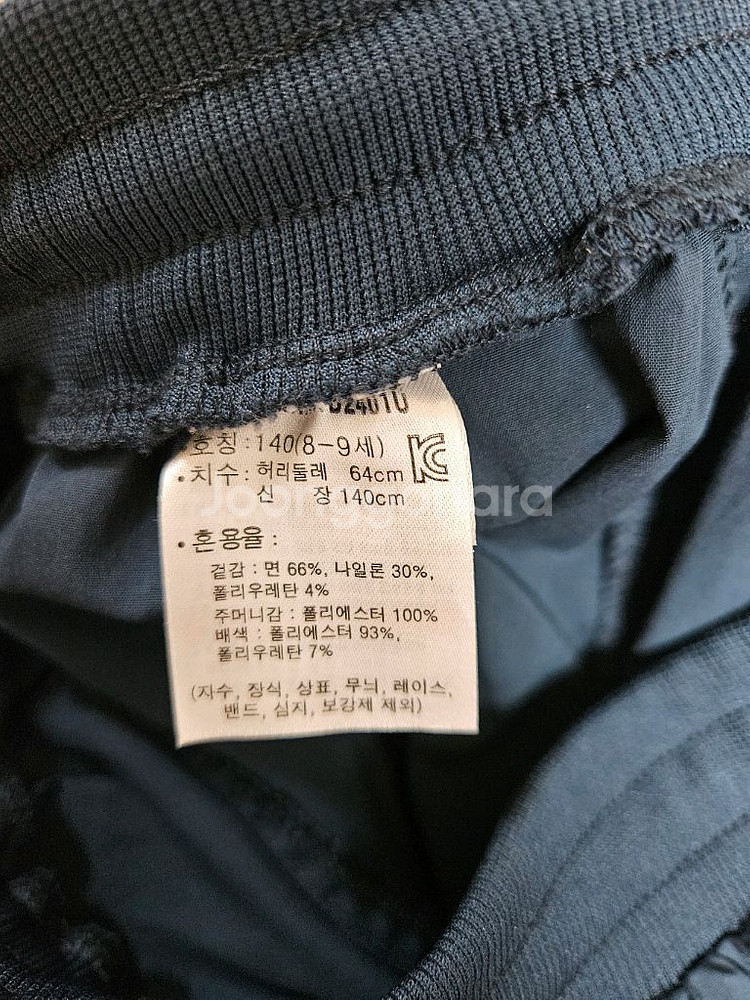 호칭 : 140(8-9세)
• 치수 : 허리둘레 64cm
신 장 140cm
Joonggonara
• 혼용율 :
겉감 : 면 66%, 나일론 30%,
폴리우레탄 4%
주머니감 : 폴리에스터 100%
배색 : 폴리에스터 93%,
폴리우레탄 7%
(자수, 장식, 상표, 무늬, 레이스,
밴드, 심지, 보강제 제외)